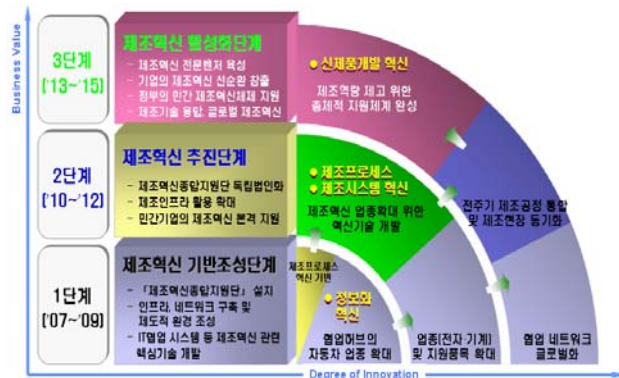 Business Value
3단계
['13~'15]
제조혁신 활성화단계
- 제조혁신 전문벤처 육성
- 기업의 제조혁신 선순환 창출
- 정부의 민간 제조혁신체제 지원
- 제조기술 융합, 글로벌 제조혁신
● 신제품개발 혁신
제조역량 제고 위한
총체적 지원체계 완성
2단계
['10~'12]
제조혁신 추진단계
- 제조혁신종합지원단 독립법인화
- 제조인프라 활용 확대
- 민간기업의 제조혁신 본격 지원
● 제조프로세스
● 제조시스템 혁신
제조혁신 업종확대 위한
혁신기술 개발
전주기 제조공정 통합
및 제조현장 동기화
1단계
['07~'09]
제조혁신 기반조성단계
- 「제조혁신종합지원단」 설치
- 인프라, 네트워크 구축 및
제도적 환경 조성
- IT협업 시스템 등 제조혁신 관련
핵심기술 개발
제조프로세스
혁신 기반
● 정보화
혁신
협업허브의
자동차 업종 확대
업종(전자·기계)
및 지원품목 확대
협업 네트워크
글로벌화
Degree of Innovation